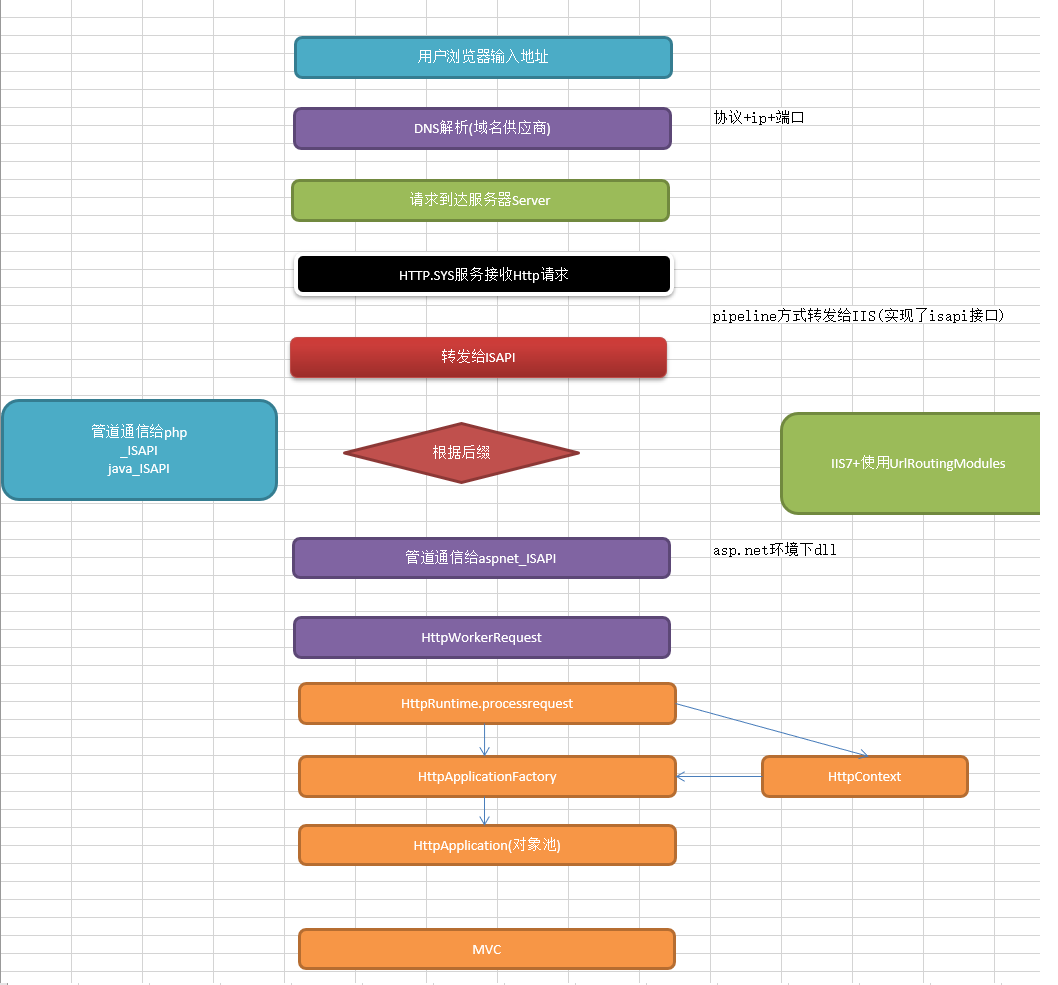 用户浏览器输入地址
DNS解析(域名供应商)
协议+ip+端口
请求到达服务器Server
HTTP.SYS服务接收Http请求
pipeline方式转发给IIS(实现了isapi接口)
转发给ISAPI
管道通信给php
_ISAPI
java_ISAPI
根据后缀
IIS7+使用UrlRoutingModules
管道通信给aspnet_ISAPI
asp.net环境下dll
HttpWorkerRequest
HttpRuntime.processrequest
HttpApplicationFactory
HttpContext
HttpApplication(对象池)
MVC